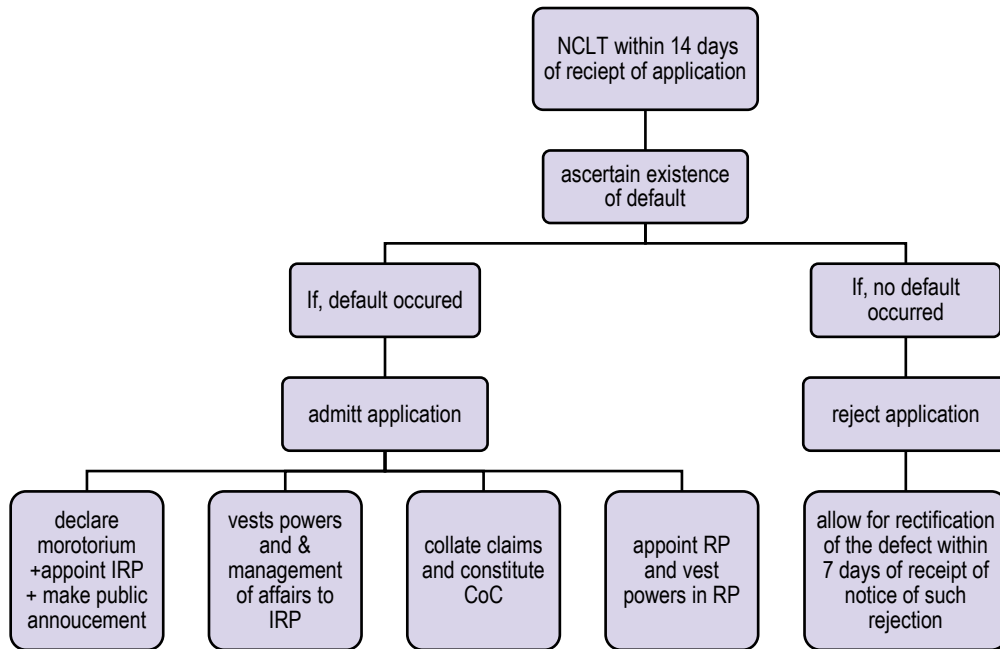 NCLT within 14 days
of reciept of application
ascertain existence
of default
If, default occured
If, no default
occurred
admitt application
reject application
declare
morotorium
+appoint IRP
+ make public
annoucement
vests powers
and &
management
of affairs to
IRP
collate claims
and constitute
CoC
appoint RP
and vest
powers in RP
allow for rectification
of the defect within
7 days of receipt of
notice of such
rejection